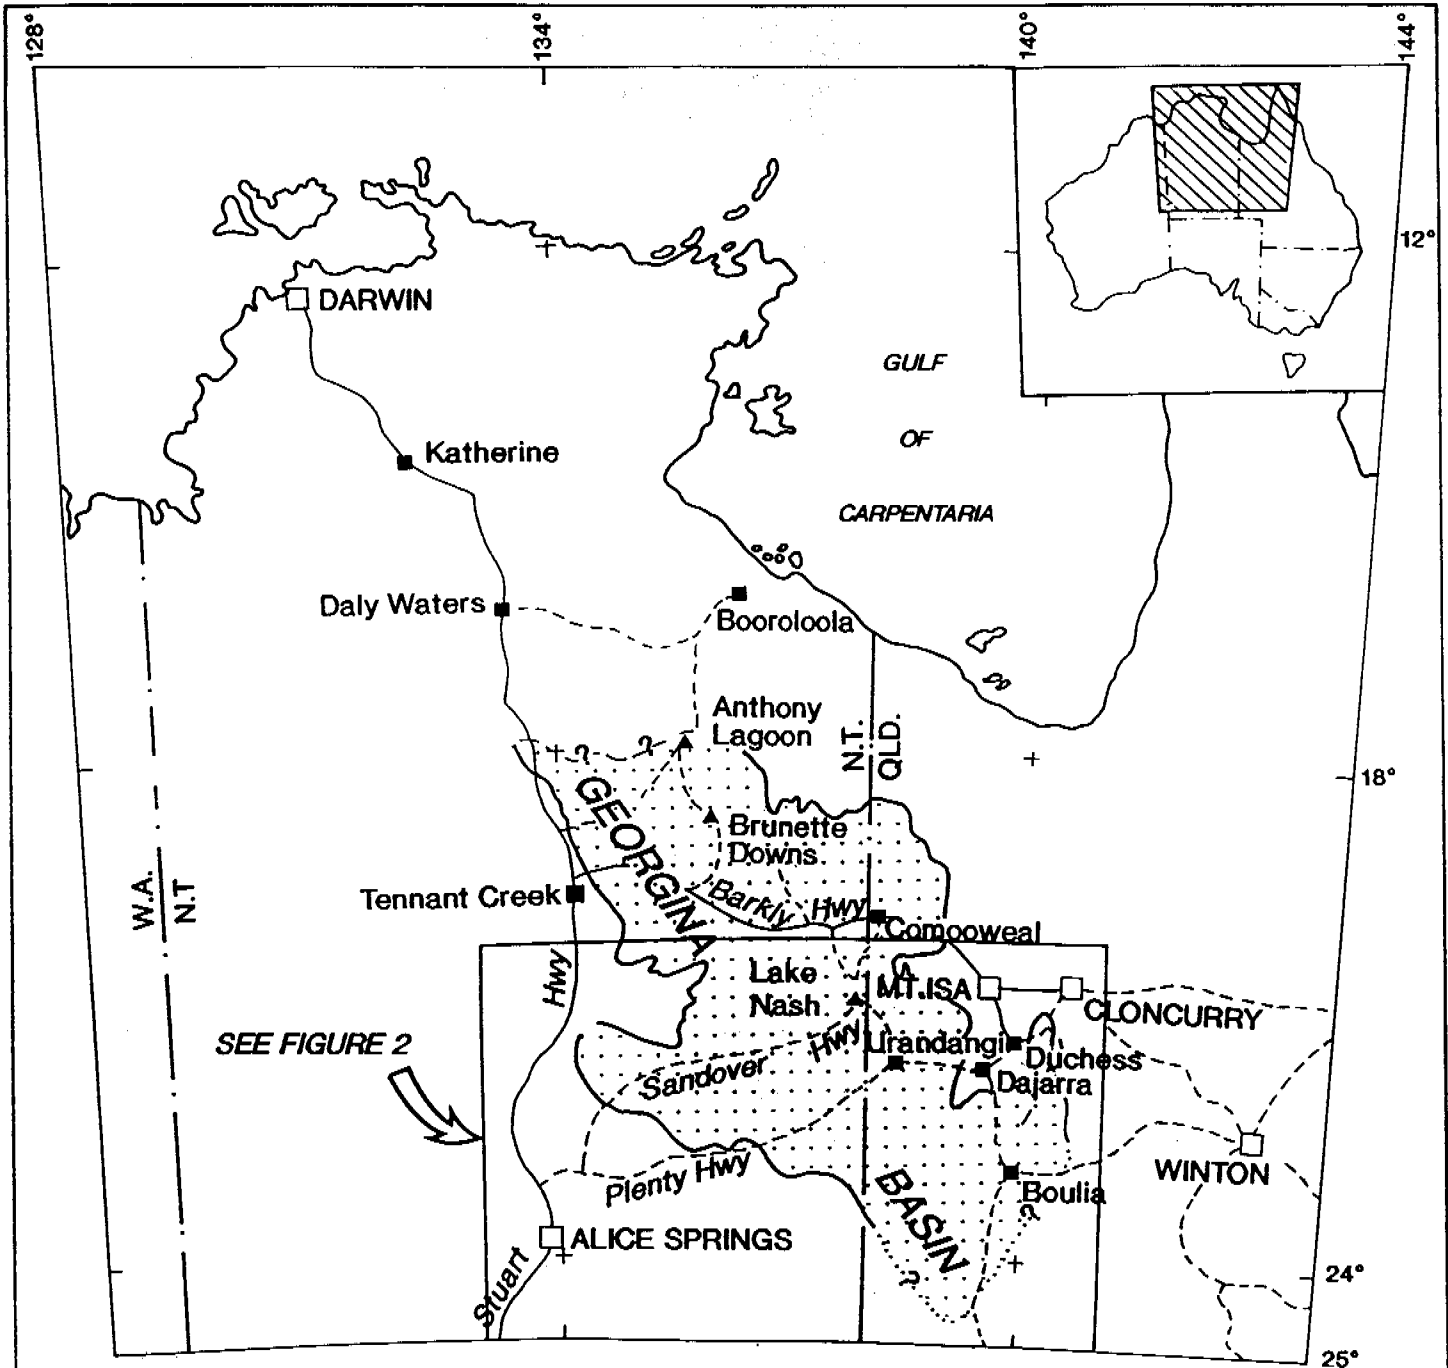 128°
134°
140°
144°
12°
DARWIN
GULF
OF
CARPENTARIA
Katherine
Daly Waters
Booroloola
Anthony
Lagoon
N.T.
QLD.
18°
?
?
GEORGINA
Brunette
Downs
W.A.
N.T
Tennant Creek
Barkly Hwy
Comooweal
Hwy
Lake
Nash
MT.ISA
CLONCURRY
SEE FIGURE 2
Hwy
Urandangi
Duchess
Sandover
Dajarra
WINTON
Plenty Hwy
BASIN
Boulia
?
ALICE SPRINGS
?
Stuart
24°
25°